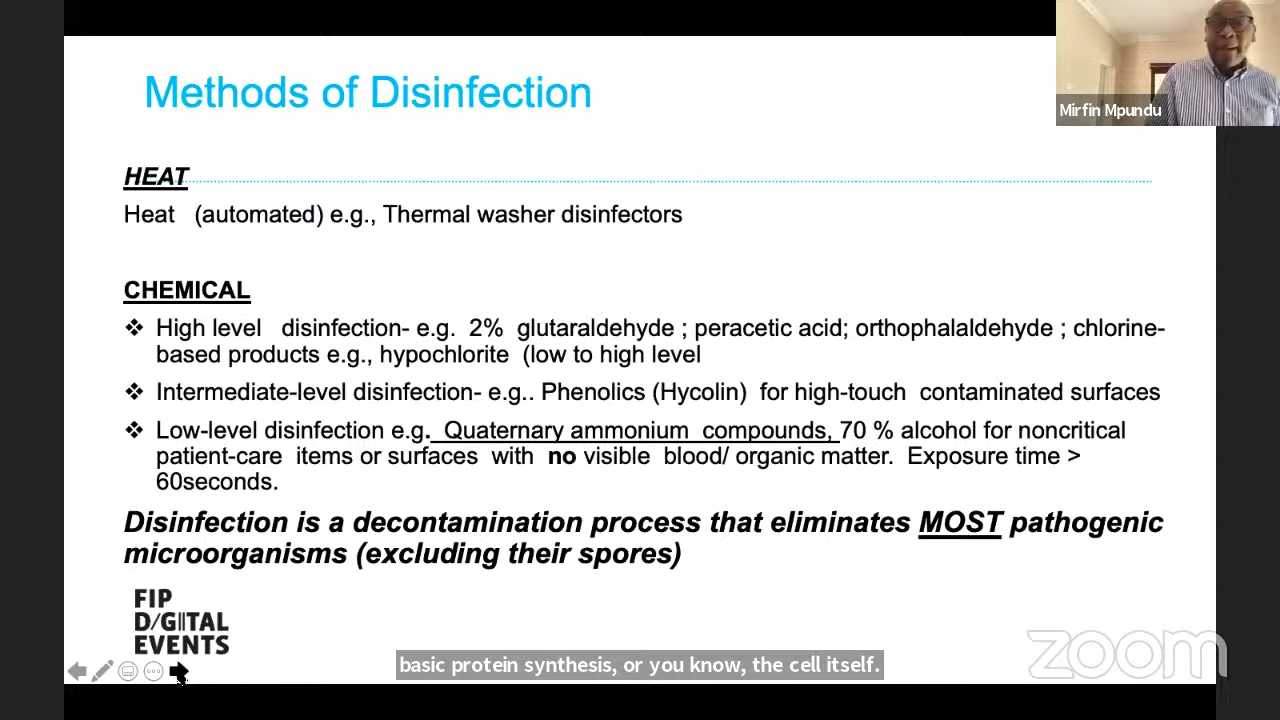 Methods of Disinfection
Mirfin Mpundu
HEAT
Heat (automated) e.g., Thermal washer disinfectors
CHEMICAL
❖ High level disinfection- e.g. 2% glutaraldehyde ; peracetic acid; orthophalaldehyde ; chlorine-
based products e.g., hypochlorite (low to high level
❖ Intermediate-level disinfection- e.g.. Phenolics (Hycolin) for high-touch contaminated surfaces
❖ Low-level disinfection e.g. Quaternary ammonium compounds, 70 % alcohol for noncritical
patient-care items or surfaces with no visible blood/ organic matter. Exposure time >
60seconds.
Disinfection is a decontamination process that eliminates MOST pathogenic
microorganisms (excluding their spores)
FIP
D/GIITAL
EVENTS
basic protein synthesis, or you know, the cell itself.
zoom